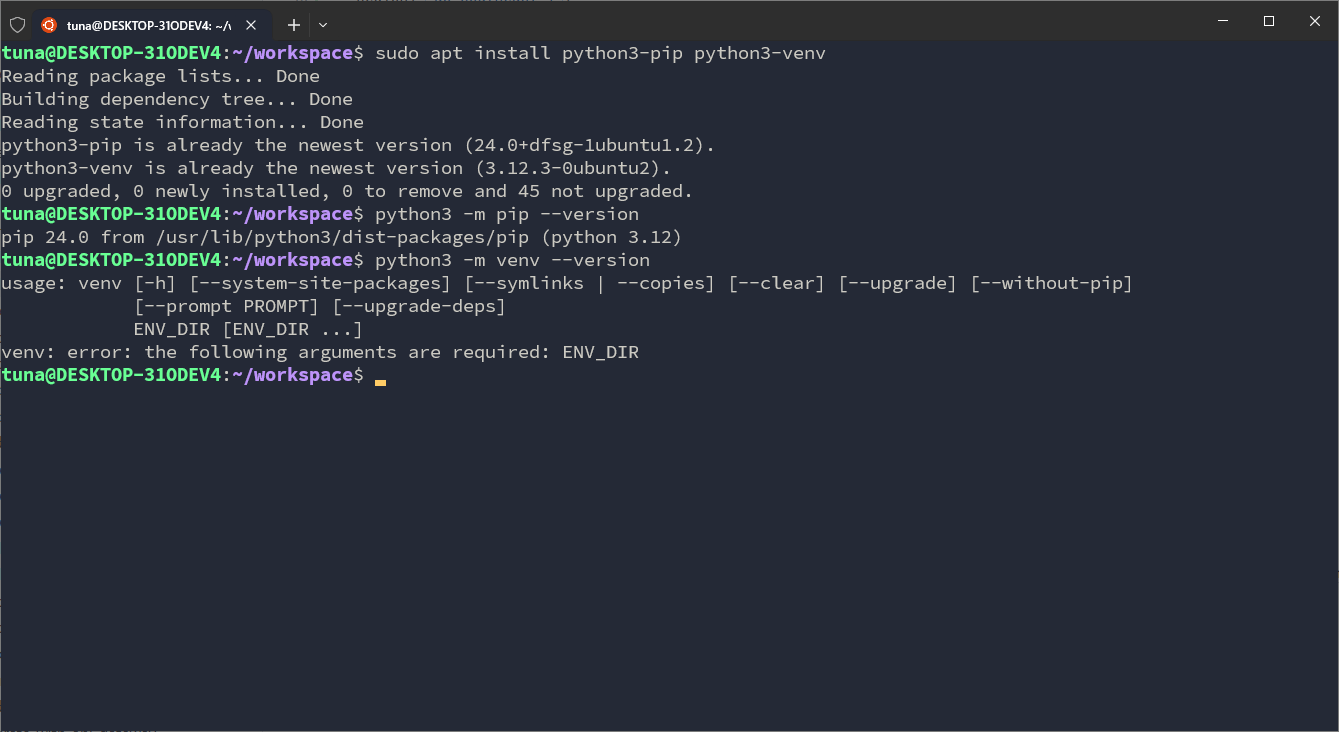 tuna@DESKTOP-31ODEV4: ~/v
tuna@DESKTOP-31ODEV4:~/workspace$ sudo apt install python3-pip python3-venv
Reading package lists... Done
Building dependency tree... Done
Reading state information... Done
python3-pip is already the newest version (24.0+dfsg-1ubuntu1.2).
python3-venv is already the newest version (3.12.3-0ubuntu2).
0 upgraded, 0 newly installed, 0 to remove and 45 not upgraded.
tuna@DESKTOP-31ODEV4:~/workspace$ python3 -m pip --version
pip 24.0 from /usr/lib/python3/dist-packages/pip (python 3.12)
tuna@DESKTOP-31ODEV4:~/workspace$ python3 -m venv --version
usage: venv [-h] [--system-site-packages] [--symlinks | --copies] [--clear] [--upgrade] [--without-pip]
            [--prompt PROMPT] [--upgrade-deps]
            ENV_DIR [ENV_DIR ...]
venv: error: the following arguments are required: ENV_DIR
tuna@DESKTOP-31ODEV4:~/workspace$